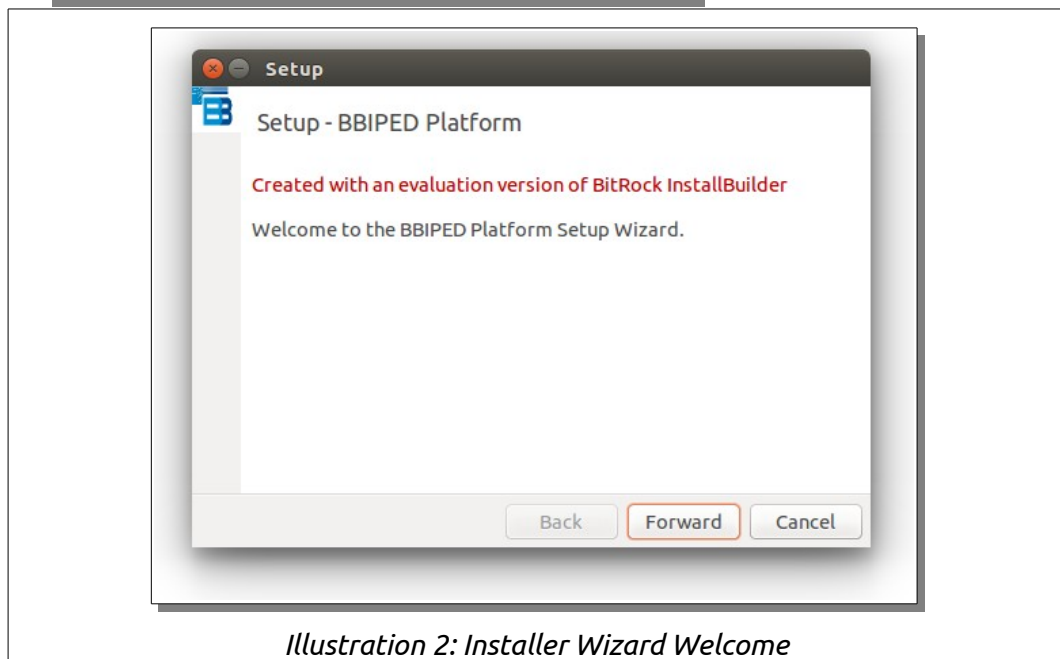 Setup
Setup - BBIPED Platform
Created with an evaluation version of BitRock InstallBuilder
Welcome to the BBIPED Platform Setup Wizard.
Back
Forward
Cancel
Illustration 2: Installer Wizard Welcome